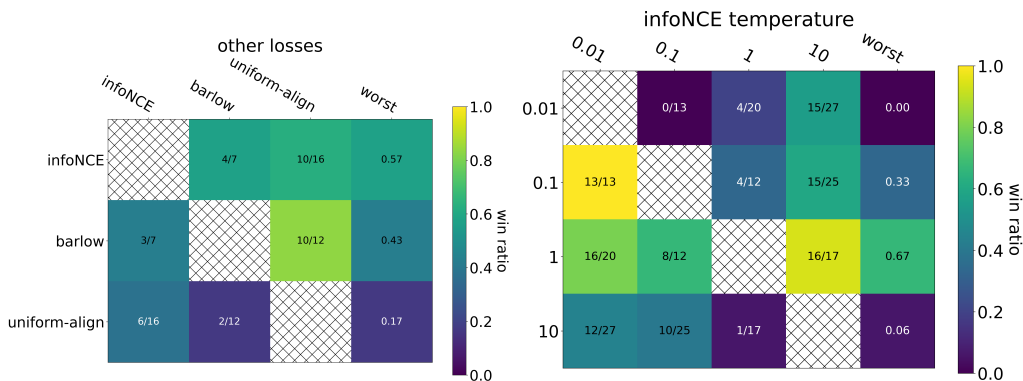 other losses
infoNCE barlow uniform-align worst
infoNCE 4/7 10/16 0.57
barlow 3/7 10/12 0.43
uniform-align 6/16 2/12 0.17
1.0
0.8
0.6
0.4
0.2
0.0
win ratio
infoNCE temperature
0.01 0.1 1 10 worst
0.01 0/13 4/20 15/27 0.00
0.1 13/13 4/12 15/25 0.33
1 16/20 8/12 16/17 0.67
10 12/27 10/25 1/17 0.06
1.0
0.8
0.6
0.4
0.2
0.0
win ratio